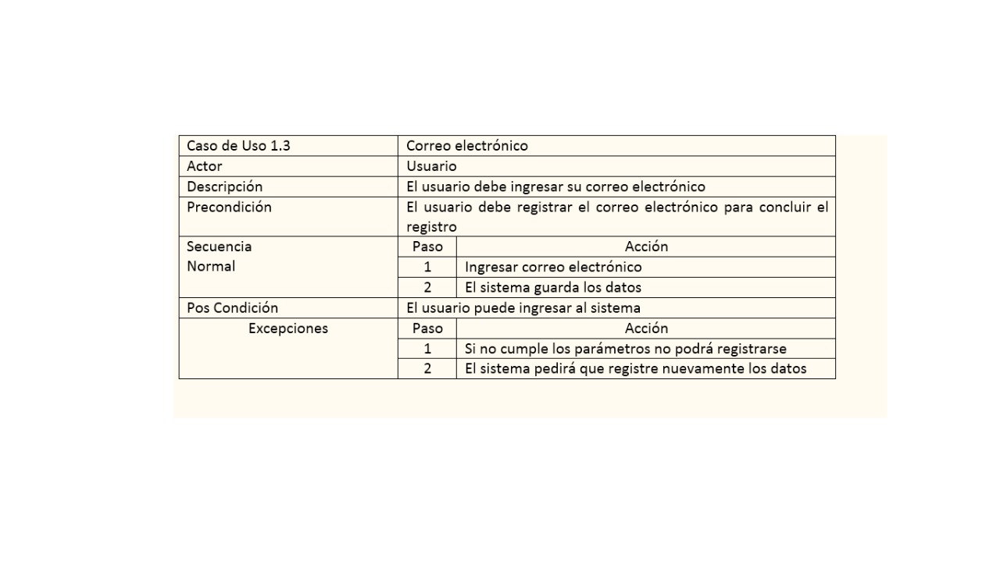 Caso de Uso 1.3 Correo electrónico
Actor Usuario
Descripción El usuario debe ingresar su correo electrónico
Precondición El usuario debe registrar el correo electrónico para concluir el
registro
Secuencia Paso Acción
Normal 1 Ingresar correo electrónico
2 El sistema guarda los datos
Pos Condición El usuario puede ingresar al sistema
Excepciones Paso Acción
1 Si no cumple los parámetros no podrá registrarse
2 El sistema pedirá que registre nuevamente los datos